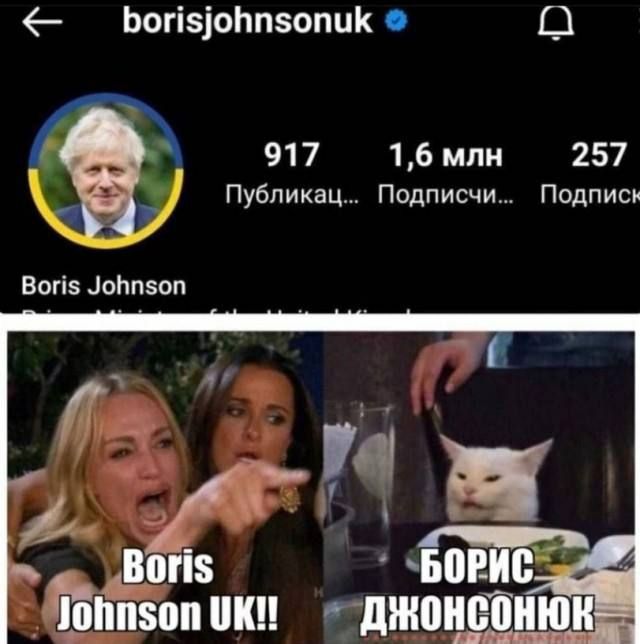 borisjohnsonuk
917 1,6 млн 257
Публикац... Подписчи... Подписк
Boris Johnson
Boris
Johnson UK!!
БОРИС
ДЖОНСОНЮК